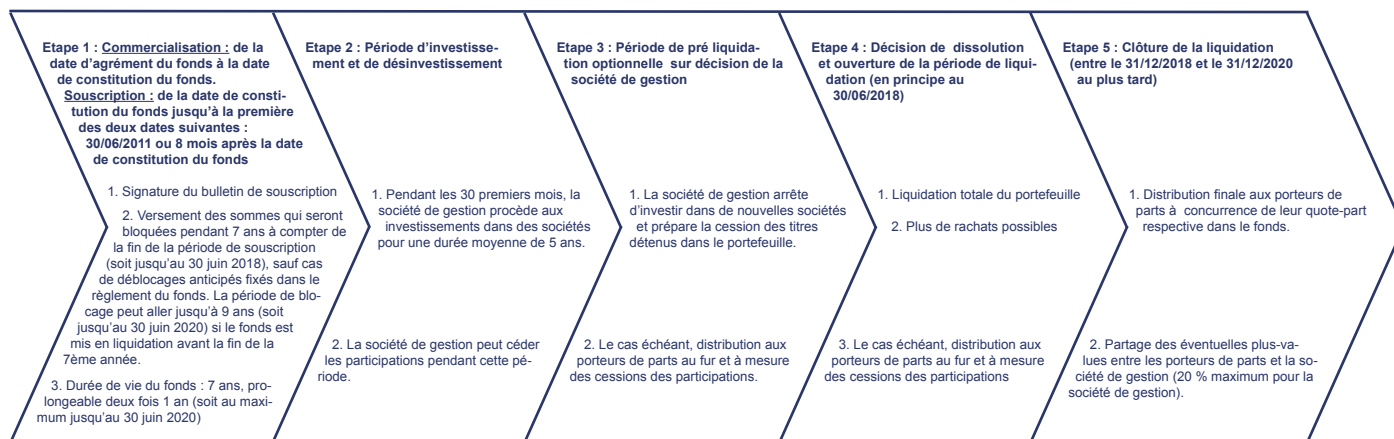 Etape 1 : Commercialisation : de la
date d'agrément du fonds à la date
de constitution du fonds.
Souscription : de la date de consti-
tution du fonds jusqu'à la première
des deux dates suivantes :
30/06/2011 ou 8 mois après la date
de constitution du fonds
1. Signature du bulletin de souscription
2. Versement des sommes qui seront
bloquées pendant 7 ans à compter de
la fin de la période de souscription
(soit jusqu'au 30 juin 2018), sauf cas
de déblocages anticipés fixés dans le
règlement du fonds. La période de blo-
cage peut aller jusqu'à 9 ans (soit
jusqu'au 30 juin 2020) si le fonds est
mis en liquidation avant la fin de la
7ème année.
3. Durée de vie du fonds : 7 ans, pro-
longeable deux fois 1 an (soit au maxi-
mum jusqu'au 30 juin 2020)
Etape 2 : Période d'investisse-
ment et de désinvestissement
1. Pendant les 30 premiers mois, la
société de gestion procède aux
investissements dans des sociétés
pour une durée moyenne de 5 ans.
2. La société de gestion peut céder
les participations pendant cette pé-
riode.
Etape 3 : Période de pré liquida-
tion optionnelle sur décision de la
société de gestion
1. La société de gestion arrête
d'investir dans de nouvelles sociétés
et prépare la cession des titres
détenus dans le portefeuille.
2. Le cas échéant, distribution aux
porteurs de parts au fur et à mesure
des cessions des participations.
Etape 4 : Décision de dissolution
et ouverture de la période de liqui-
dation (en principe au
30/06/2018)
1. Liquidation totale du portefeuille
2. Plus de rachats possibles
3. Le cas échéant, distribution aux
porteurs de parts au fur et à mesure
des cessions des participations
Etape 5 : Clôture de la liquidation
(entre le 31/12/2018 et le 31/12/2020
au plus tard)
1. Distribution finale aux porteurs de
parts à concurrence de leur quote-part
respective dans le fonds.
2. Partage des éventuelles plus-va-
lues entre les porteurs de parts et la so-
ciété de gestion (20 % maximum pour la
société de gestion).